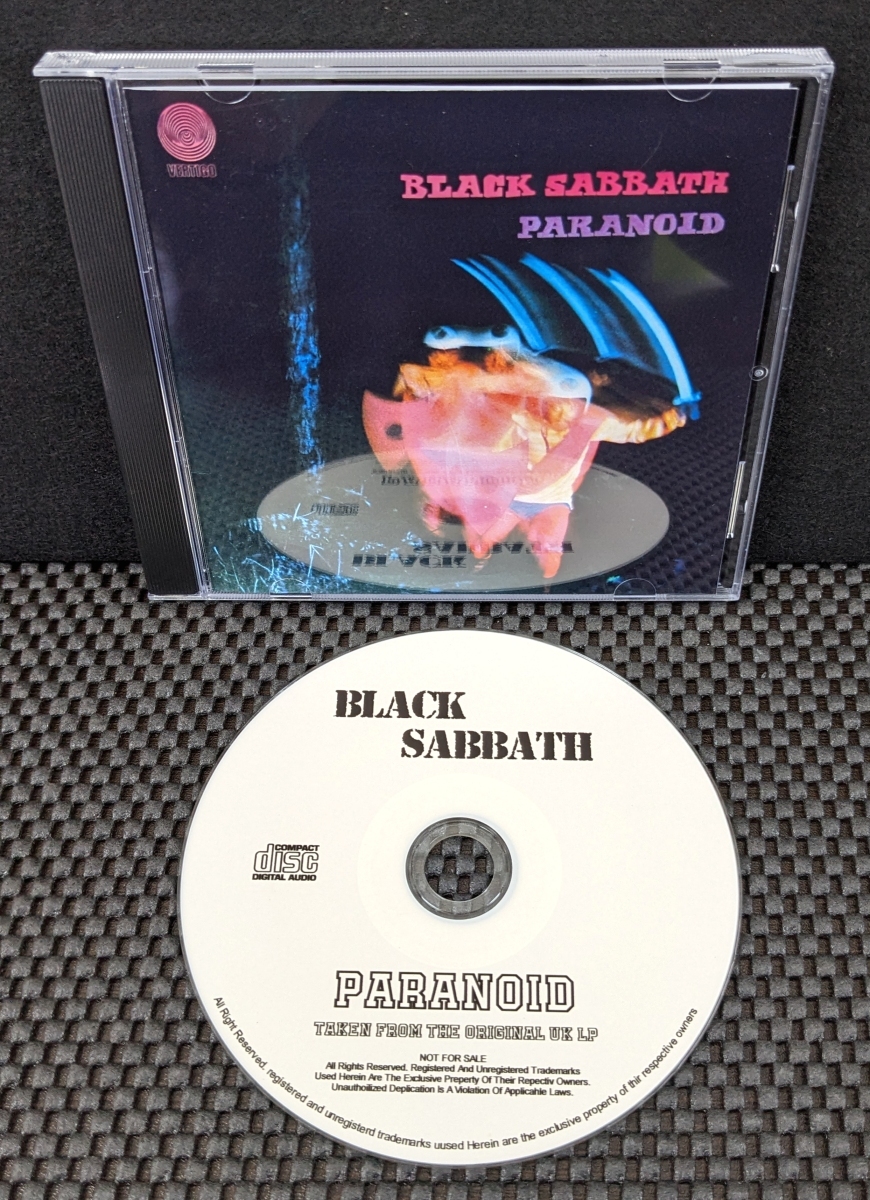 VERTIGO
BLACK SABBATH
PARANOID
BLACK
SABBATH
COMPACT
disc
DIGITAL AUDIO
PARANOID
TAKEN FROM THE ORIGINAL UK LP
NOT FOR SALE
All Rights Reserved. Registered And Unregistered Trademarks
Used Herein Are The Exclusive Preperty Of Their Repectiv Owners.
Unauthoilized Deplication Is A Violation Of Applicahle Laws.
All Right Reserved. registered and unregisterd trademarks uused Herein are the exclusive property of thir respective owners